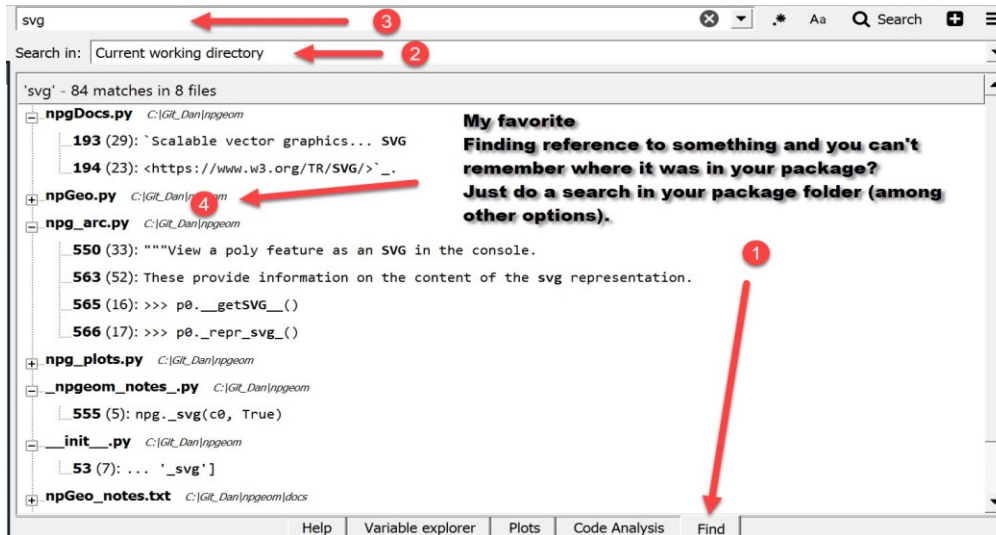 svg
3
.* Aa Search
Search in: Current working directory
2
'svg' - 84 matches in 8 files
npgDocs.py C:\Git_Dan\npgeom
193 (29): `Scalable vector graphics... SVG
194 (23): <https://www.w3.org/TR/SVG/>`_.
My favorite
Finding reference to something and you can't
remember where it was in your package?
Just do a search in your package folder (among
other options).
npGeo.py C:\Git_Dan\npgeom
4
npg_arc.py C:\Git_Dan\npgeom
550 (33): """View a poly feature as an SVG in the console.
1
563 (52): These provide information on the content of the svg representation.
565 (16): >>> p0.__getSVG__()
566 (17): >>> p0._repr_svg_()
npg_plots.py C:\Git_Dan\npgeom
_npgeom_notes_.py C:\Git_Dan\npgeom
555 (5): npg._svg(c0, True)
__init__.py C:\Git_Dan\npgeom
53 (7): ... '_svg']
npGeo_notes.txt C:\Git_Dan\npgeom\docs
Help Variable explorer Plots Code Analysis Find